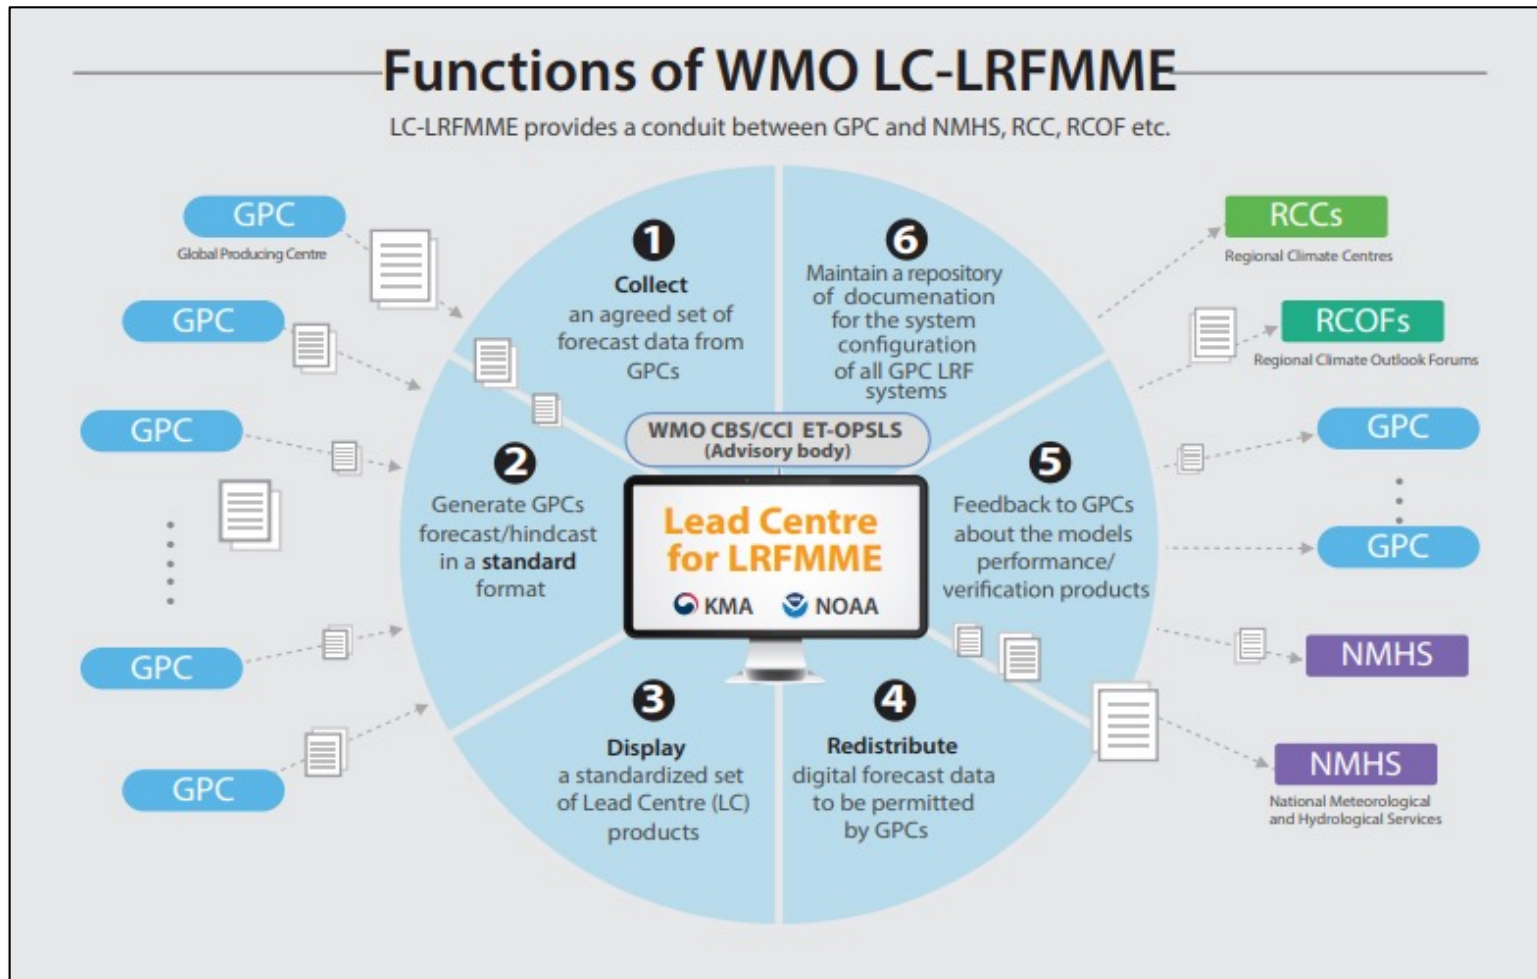 Functions of WMO LC-LRFMME
LC-LRFMME provides a conduit between GPC and NMHS, RCC, RCOF etc.
GPC
Global Producing Centre
GPC
GPC
GPC
GPC
1
Collect
an agreed set of
forecast data from
GPCs
2
Generate GPCs
forecast/hindcast
in a standard
format
3
Display
a standardized set
of Lead Centre (LC)
products
4
Redistribute
digital forecast data
to be permitted
by GPCs
5
Feedback to GPCs
about the models
performance/
verification products
6
Maintain a repository
of documenation
for the system
configuration
of all GPC LRF
systems
WMO CBS/CCl ET-OPSLS
(Advisory body)
Lead Centre
for LRFMME
KMA NOAA
RCCs
Regional Climate Centres
RCOFs
Regional Climate Outlook Forums
GPC
GPC
NMHS
NMHS
National Meteorological
and Hydrological Services